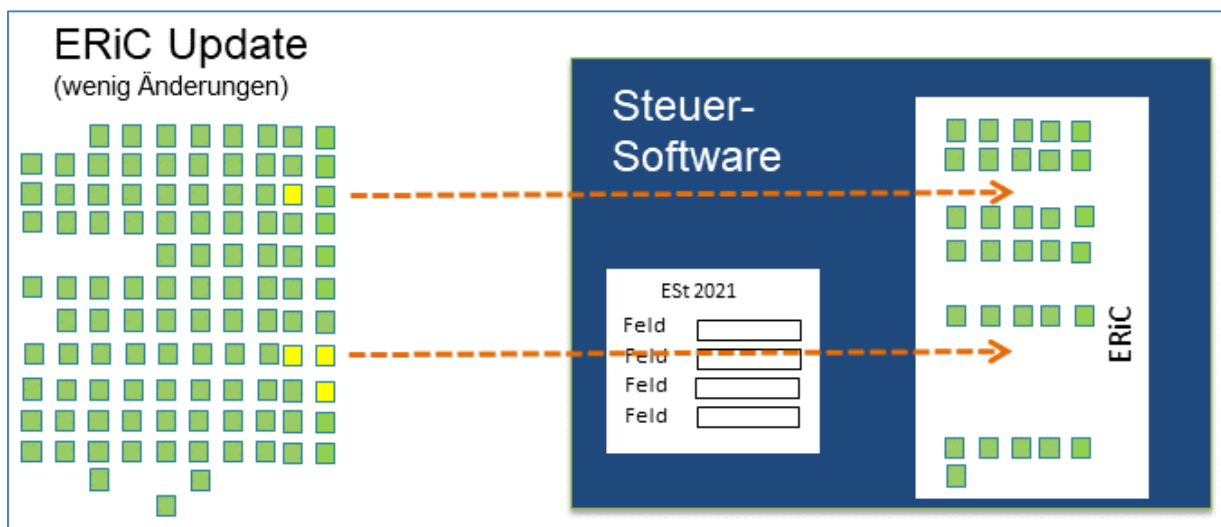 ERiC Update
(wenig Änderungen)
Steuer-
Software
ESt 2021
Feld
Feld
Feld
Feld
ERiC